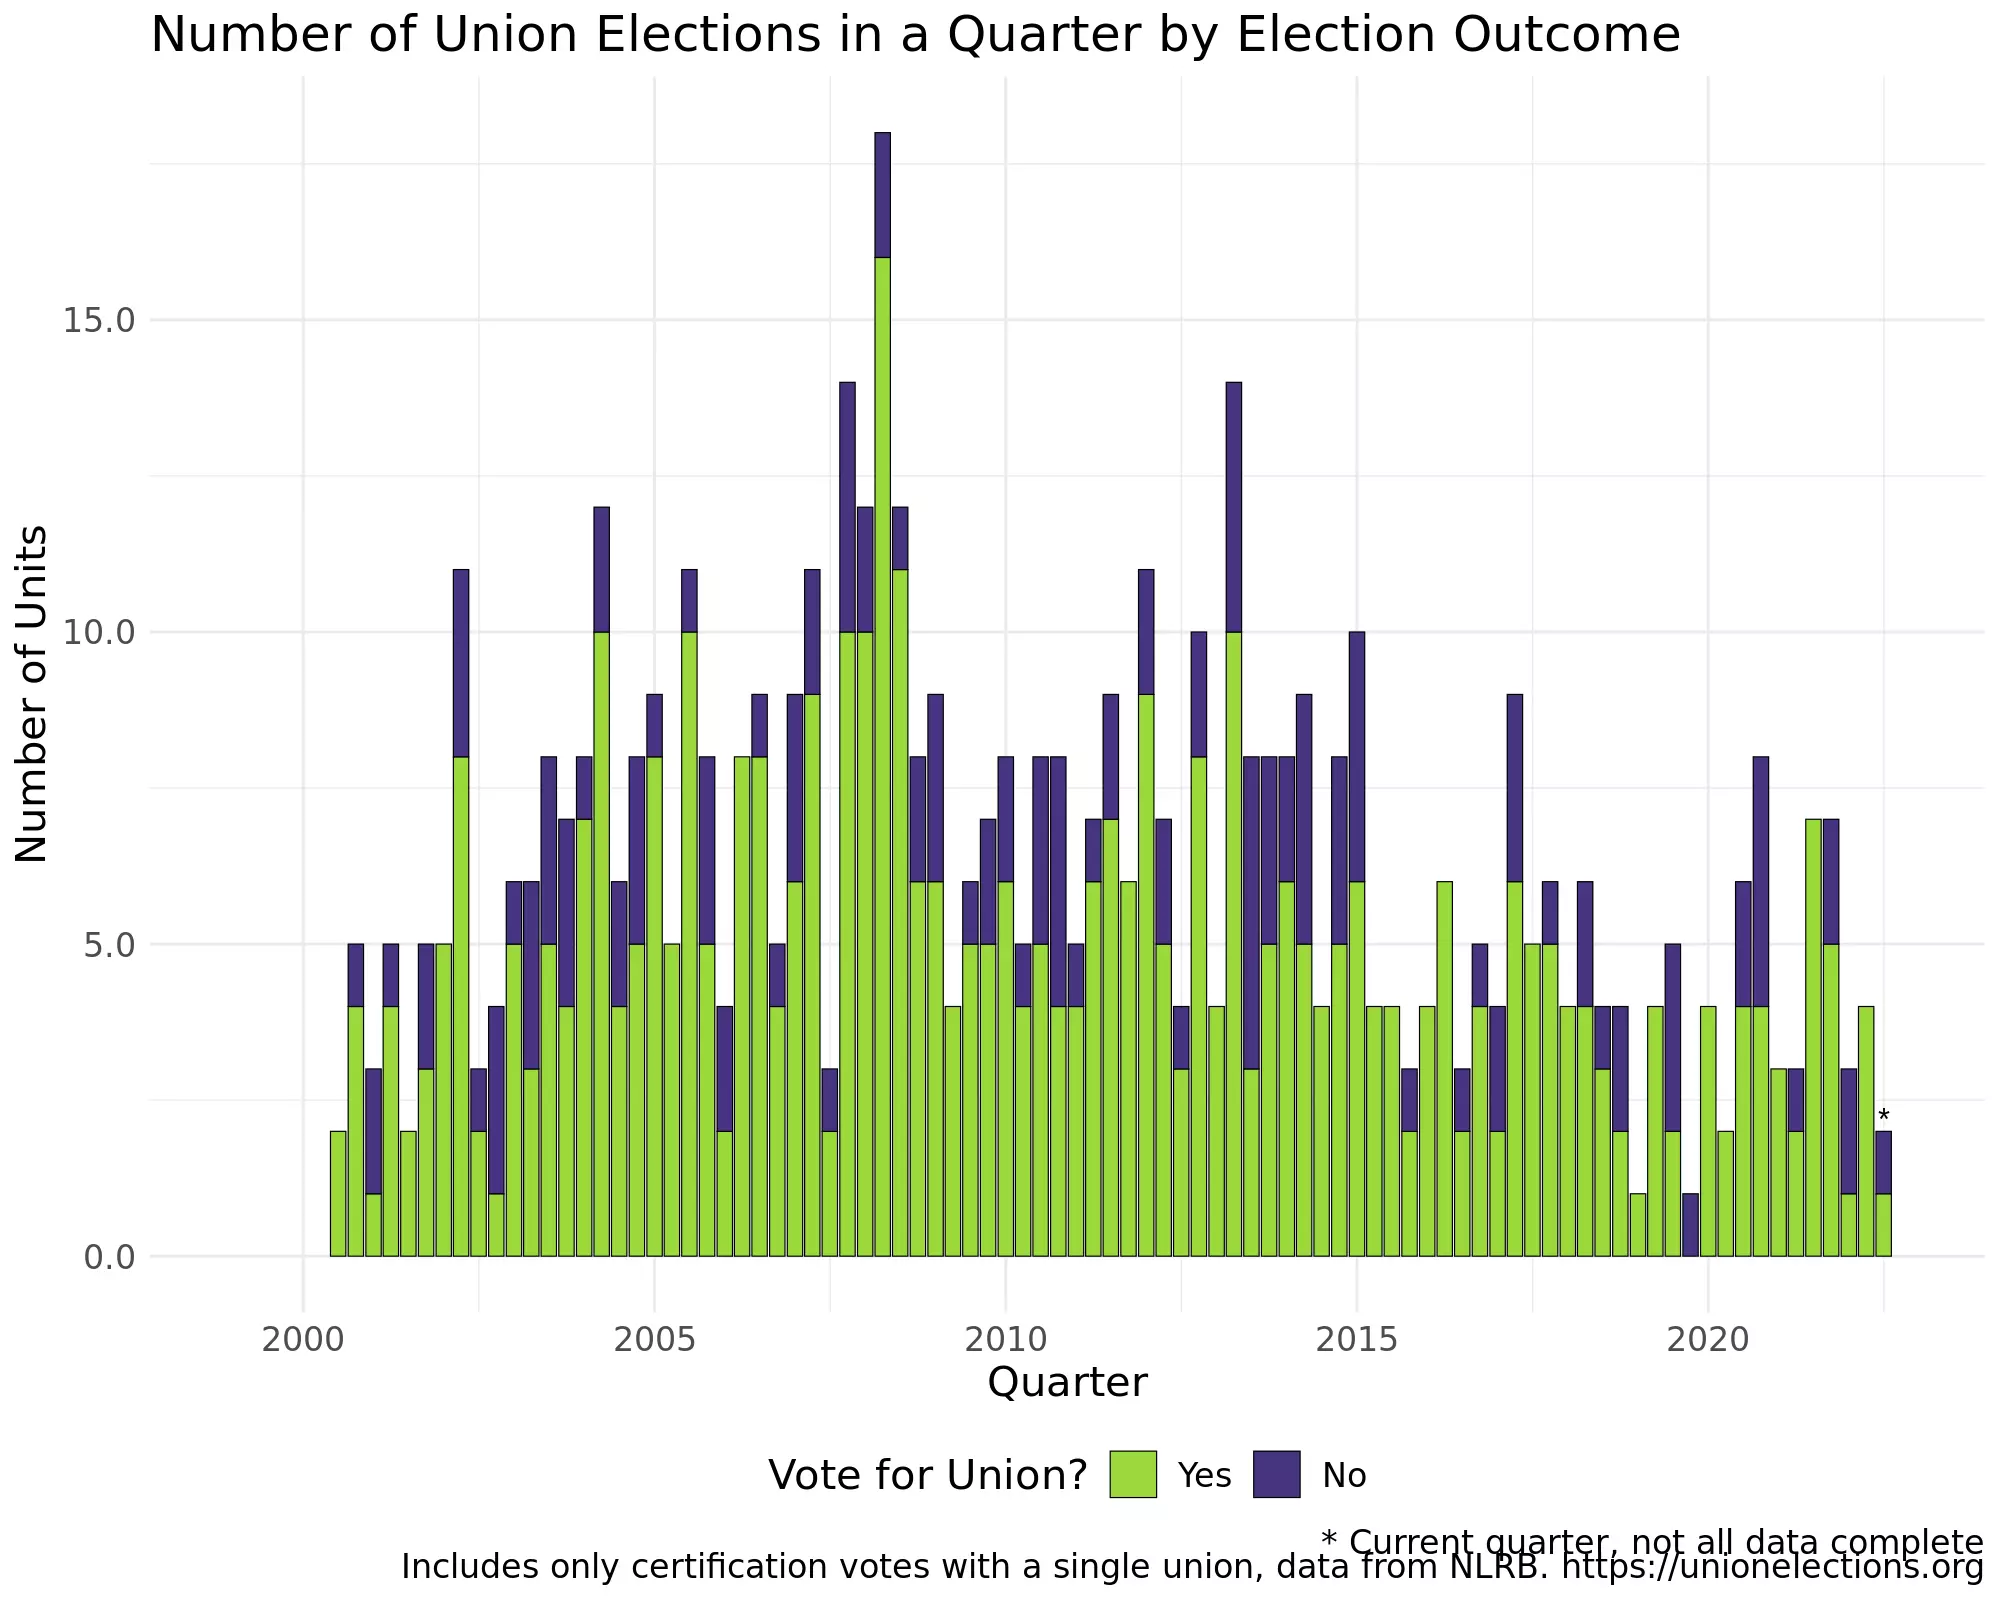 Number of Union Elections in a Quarter by Election Outcome
Number of Units
15.0
10.0
5.0
0.0
*
2000 2005 2010 2015 2020
Quarter
Vote for Union? Yes No
* Current quarter, not all data complete
Includes only certification votes with a single union, data from NLRB. https://unionelections.org